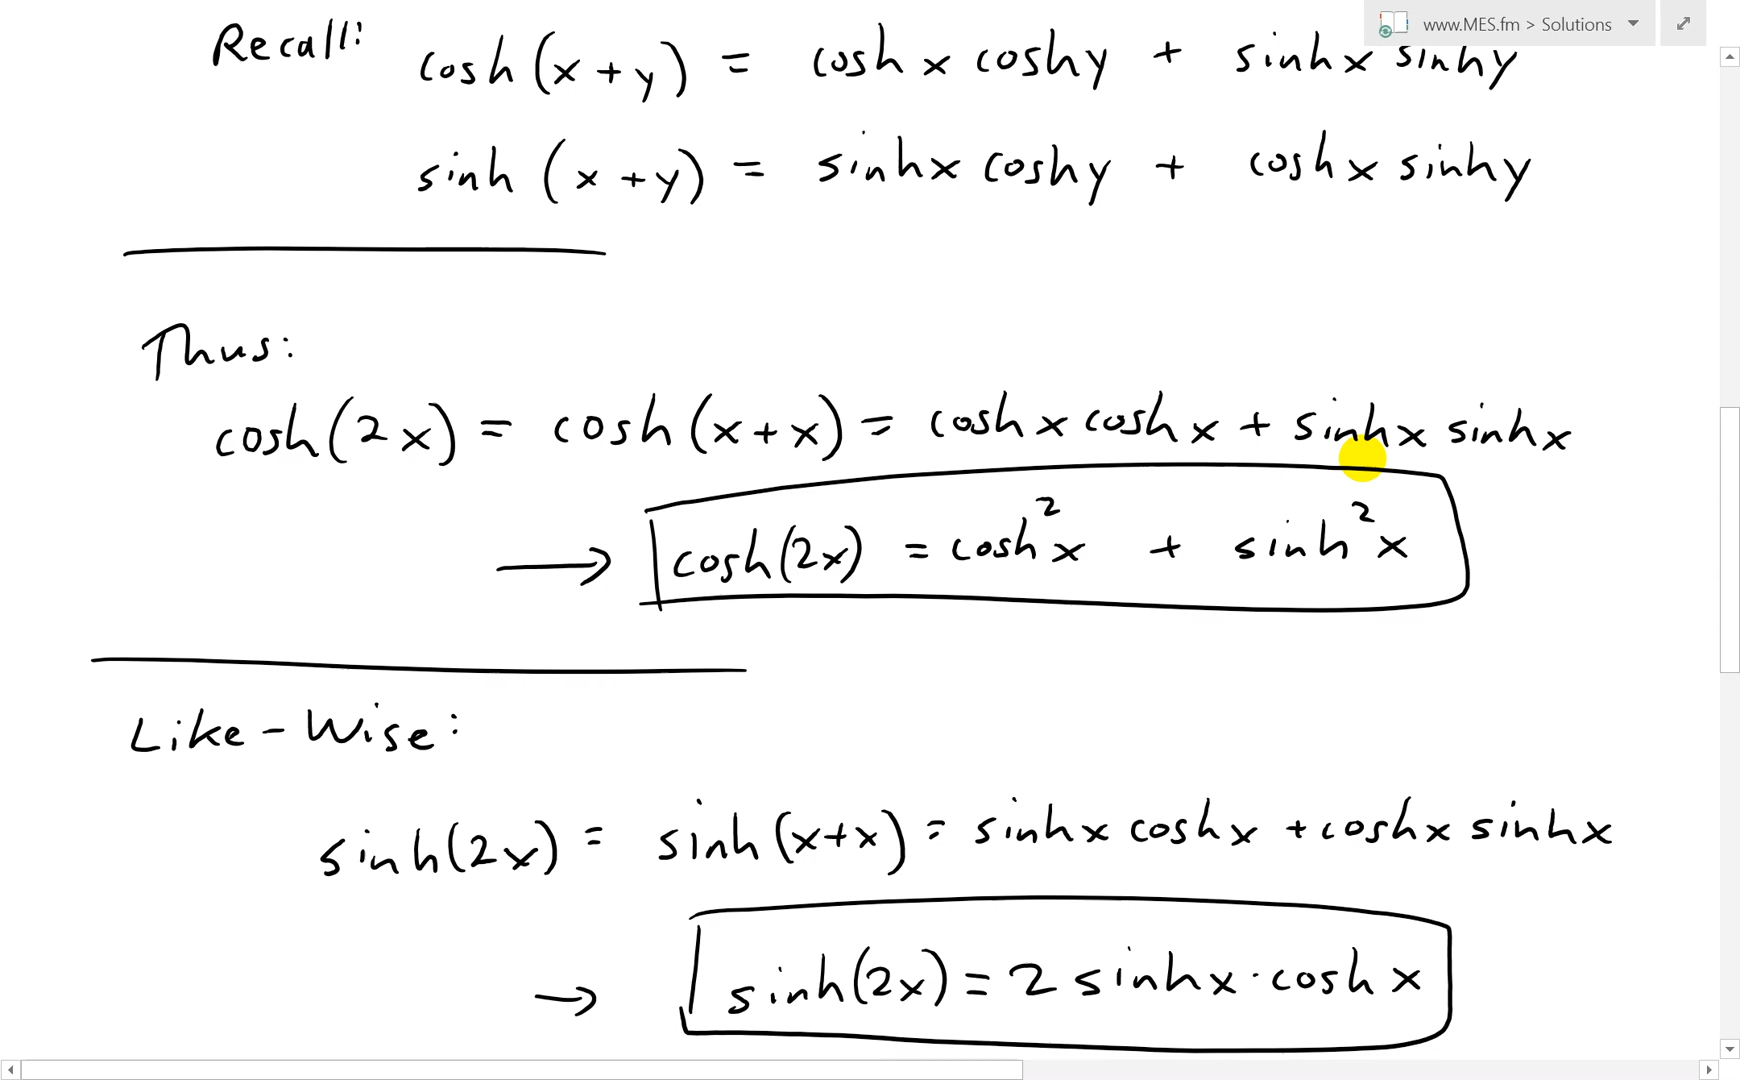 www.MES.fm > Solutions
Recall: cosh(x+y) = cosh x cosh y + sinh x sinh y
sinh (x+y) = sinh x cosh y + cosh x sinh y
Thus:
cosh(2x) = cosh(x+x) = cosh x cosh x + sinh x sinh x
→ cosh(2x) = cosh²x + sinh²x
Like-Wise:
sinh(2x) = sinh(x+x) = sinh x cosh x + cosh x sinh x
→ sinh(2x) = 2 sinh x · cosh x